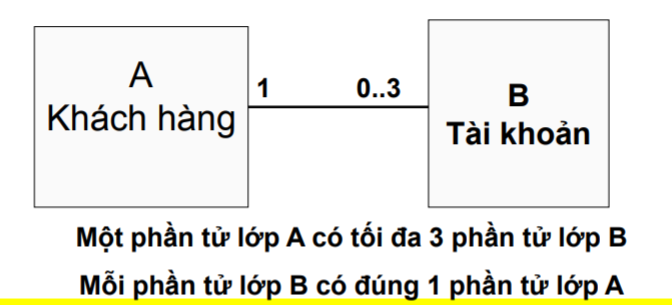 A
Khách hàng
1
0..3
B
Tài khoản
Một phần tử lớp A có tối đa 3 phần tử lớp B
Mỗi phần tử lớp B có đúng 1 phần tử lớp A